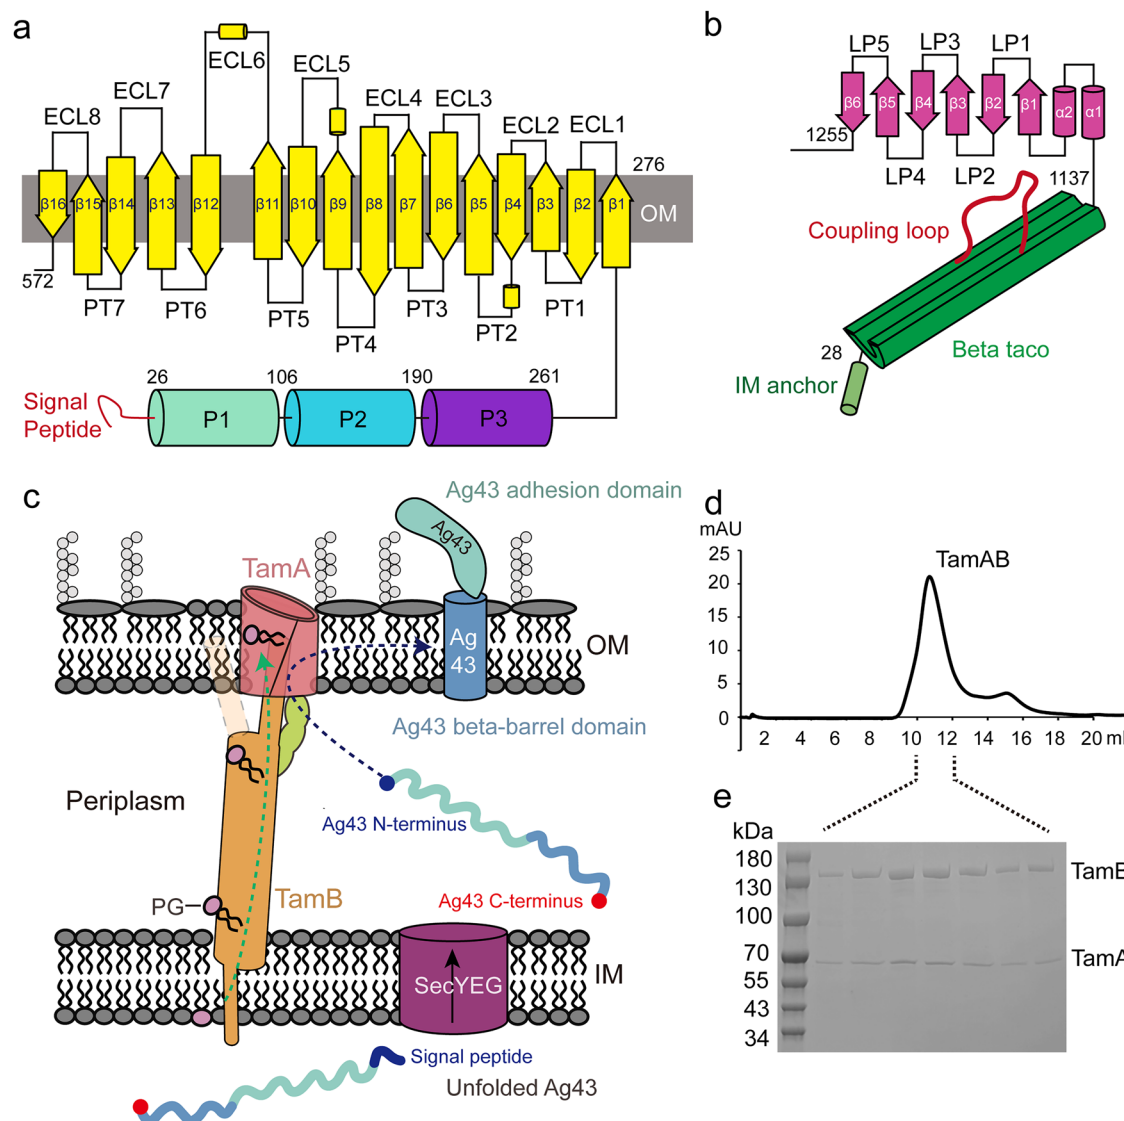 a
ECL8
ECL7
ECL6
ECL5
ECL4
ECL3
ECL2
ECL1
276
β16
β15
β14
β13
β12
β11
β10
β9
β8
β7
β6
β5
β4
β3
β2
β1
OM
572
PT7
PT6
PT5
PT4
PT3
PT2
PT1
26
106
190
261
Signal
Peptide
P1
P2
P3
b
LP5
LP3
LP1
β6
β5
β4
β3
β2
β1
α2
α1
1255
LP4
LP2
1137
Coupling loop
28
Beta taco
IM anchor
c
Ag43 adhesion domain
Ag43
TamA
Ag
43
OM
Ag43 beta-barrel domain
Periplasm
Ag43 N-terminus
TamB
Ag43 C-terminus
PG
IM
SecYEG
Signal peptide
Unfolded Ag43
d
mAU
25
20
15
10
5
0
TamAB
2
4
6
8
10
12
14
16
18
20
ml
e
kDa
180
130
100
70
55
43
34
TamB
TamA